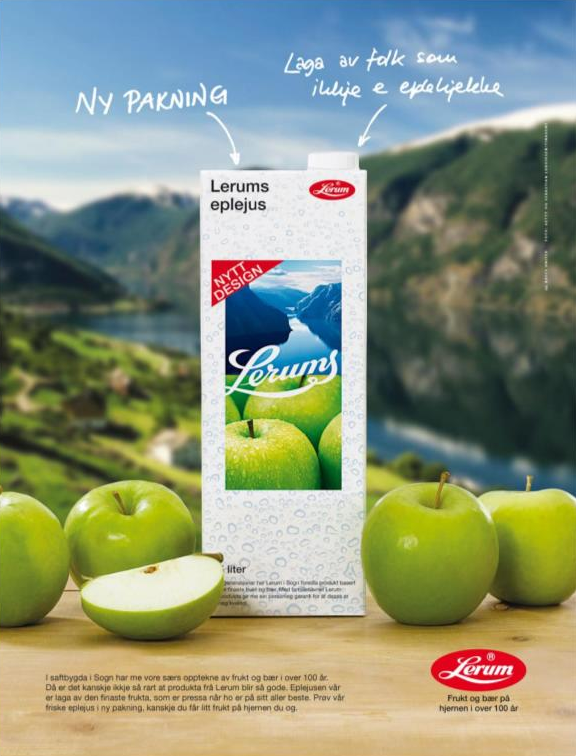 NY PAKNING
Laga av folk som
ikkje e eplekjekke
Lerums
eplejus
Lerum®
NYTT
DESIGN
Lerums
liter
I saftbygda i Sogn har me vore særs opptekne av frukt og bær i over 100 år.
Då er det kanskje ikkje så rart at produkta frå Lerum blir så gode. Eplejusen vår
er laga av den finaste frukta, som er pressa når ho er på sitt aller beste. Prøv vår
friske eplejus i ny pakning, kanskje du får litt frukt på hjernen du og.
Lerum®
Frukt og bær på
hjernen i over 100 år